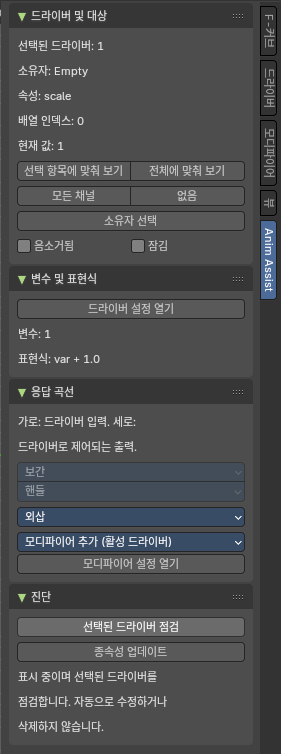 드라이버 및 대상
선택된 드라이버: 1
소유자: Empty
속성: scale
배열 인덱스: 0
현재 값: 1
선택 항목에 맞춰 보기
전체에 맞춰 보기
모든 채널
없음
소유자 선택
음소거됨
잠김
변수 및 표현식
드라이버 설정 열기
변수: 1
표현식: var + 1.0
응답 곡선
가로: 드라이버 입력. 세로:
드라이버로 제어되는 출력.
보간
핸들
외삽
모디파이어 추가 (활성 드라이버)
모디파이어 설정 열기
진단
선택된 드라이버 점검
종속성 업데이트
표시 중이며 선택된 드라이버를
점검합니다. 자동으로 수정하거나
삭제하지 않습니다.
F-커브
드라이버
모디파이어
뷰
Anim Assist